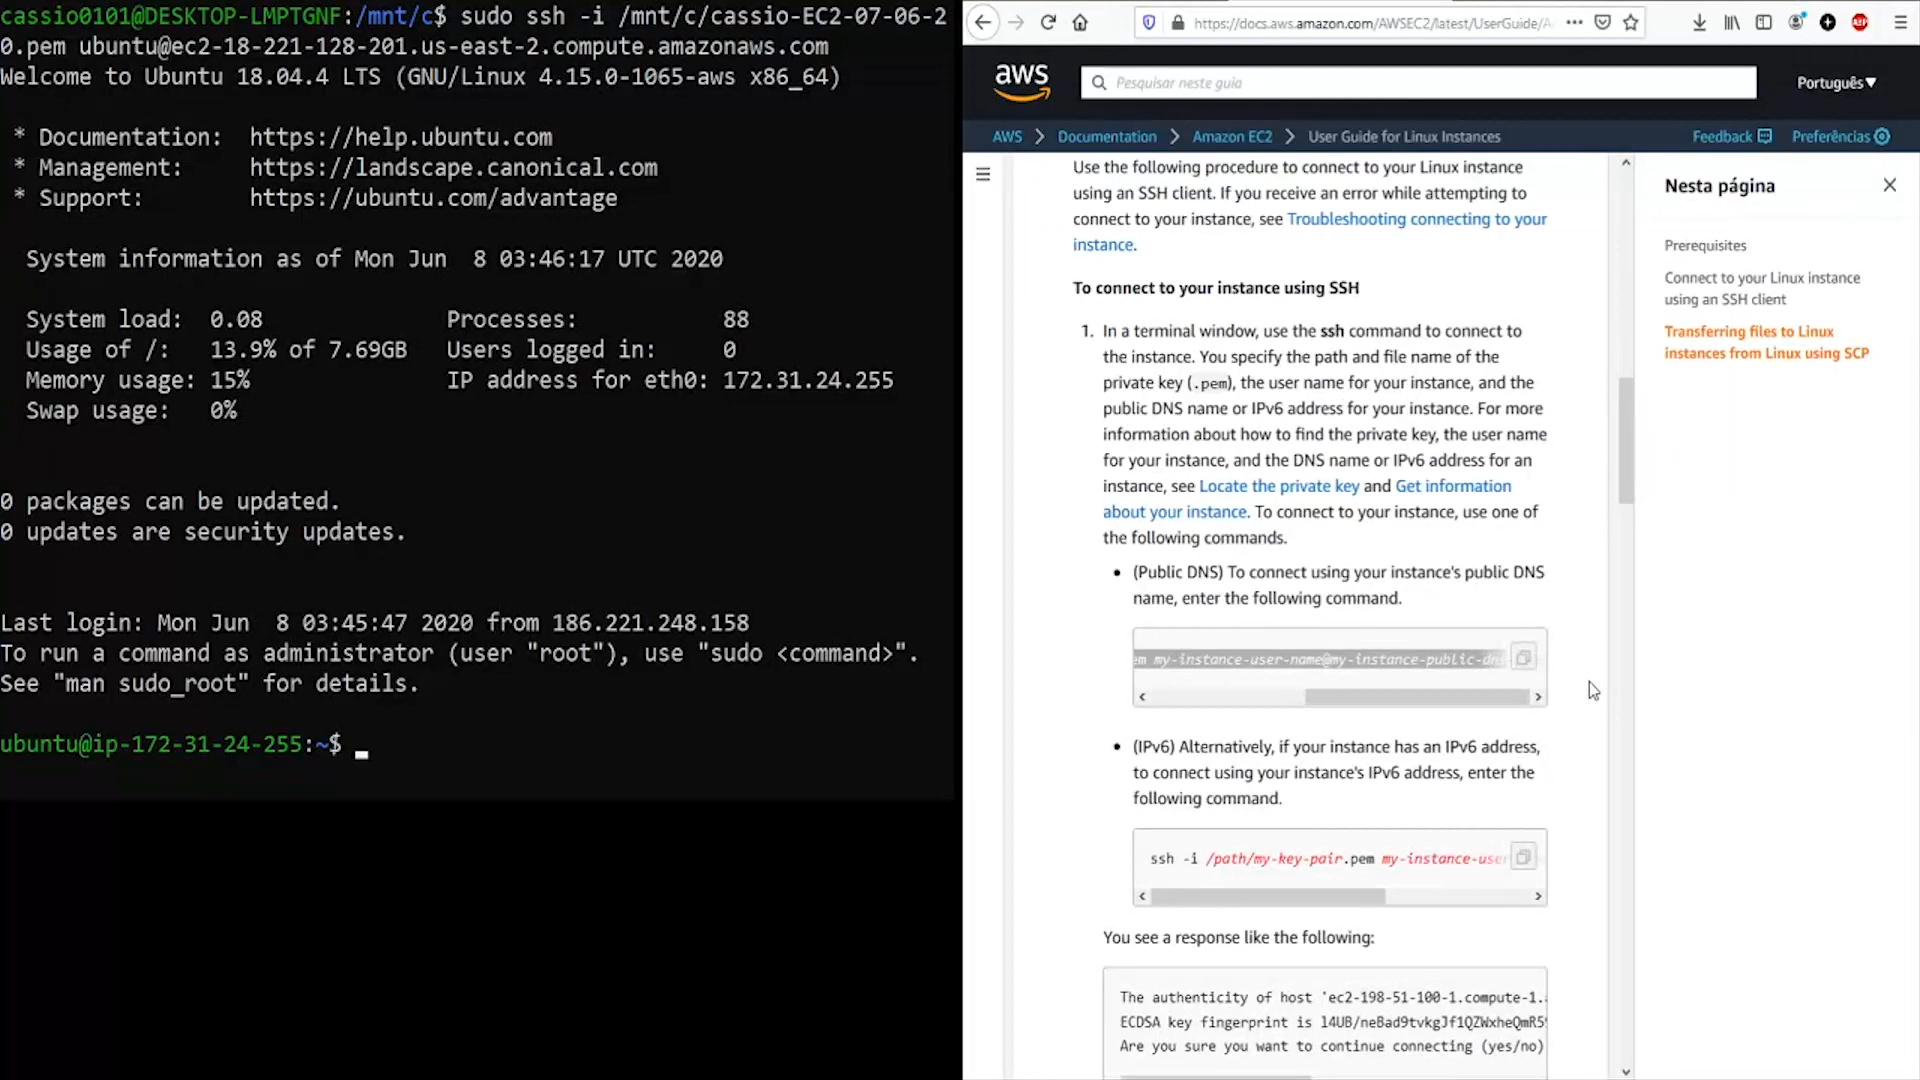 cassio0101@DESKTOP-LMPTGNF:/mnt/c$ sudo ssh -i /mnt/c/cassio-EC2-07-06-2
0.pem ubuntu@ec2-18-221-128-201.us-east-2.compute.amazonaws.com
Welcome to Ubuntu 18.04.4 LTS (GNU/Linux 4.15.0-1065-aws x86_64)
* Documentation:  https://help.ubuntu.com
* Management:     https://landscape.canonical.com
* Support:        https://ubuntu.com/advantage
System information as of Mon Jun  8 03:46:17 UTC 2020
System load:  0.08              Processes:           88
Usage of /:   13.9% of 7.69GB   Users logged in:     0
Memory usage: 15%               IP address for eth0: 172.31.24.255
Swap usage:   0%
0 packages can be updated.
0 updates are security updates.
Last login: Mon Jun  8 03:45:47 2020 from 186.221.248.158
To run a command as administrator (user "root"), use "sudo <command>".
See "man sudo_root" for details.
ubuntu@ip-172-31-24-255:~$
https://docs.aws.amazon.com/AWSEC2/latest/UserGuide/A
aws
Pesquisar neste guia
Português
AWS > Documentation > Amazon EC2 > User Guide for Linux Instances
Feedback
Preferências
Use the following procedure to connect to your Linux instance
using an SSH client. If you receive an error while attempting to
connect to your instance, see Troubleshooting connecting to your
instance.
To connect to your instance using SSH
1. In a terminal window, use the ssh command to connect to
the instance. You specify the path and file name of the
private key (.pem), the user name for your instance, and the
public DNS name or IPv6 address for your instance. For more
information about how to find the private key, the user name
for your instance, and the DNS name or IPv6 address for an
instance, see Locate the private key and Get information
about your instance. To connect to your instance, use one of
the following commands.
• (Public DNS) To connect using your instance's public DNS
name, enter the following command.
em my-instance-user-name@my-instance-public-dns
• (IPv6) Alternatively, if your instance has an IPv6 address,
to connect using your instance's IPv6 address, enter the
following command.
ssh -i /path/my-key-pair.pem my-instance-user
You see a response like the following:
The authenticity of host 'ec2-198-51-100-1.compute-1.a
ECDSA key fingerprint is l4UB/neBad9tvkgJf1QZWxheQmR59
Are you sure you want to continue connecting (yes/no)
Nesta página
Prerequisites
Connect to your Linux instance
using an SSH client
Transferring files to Linux
instances from Linux using SCP